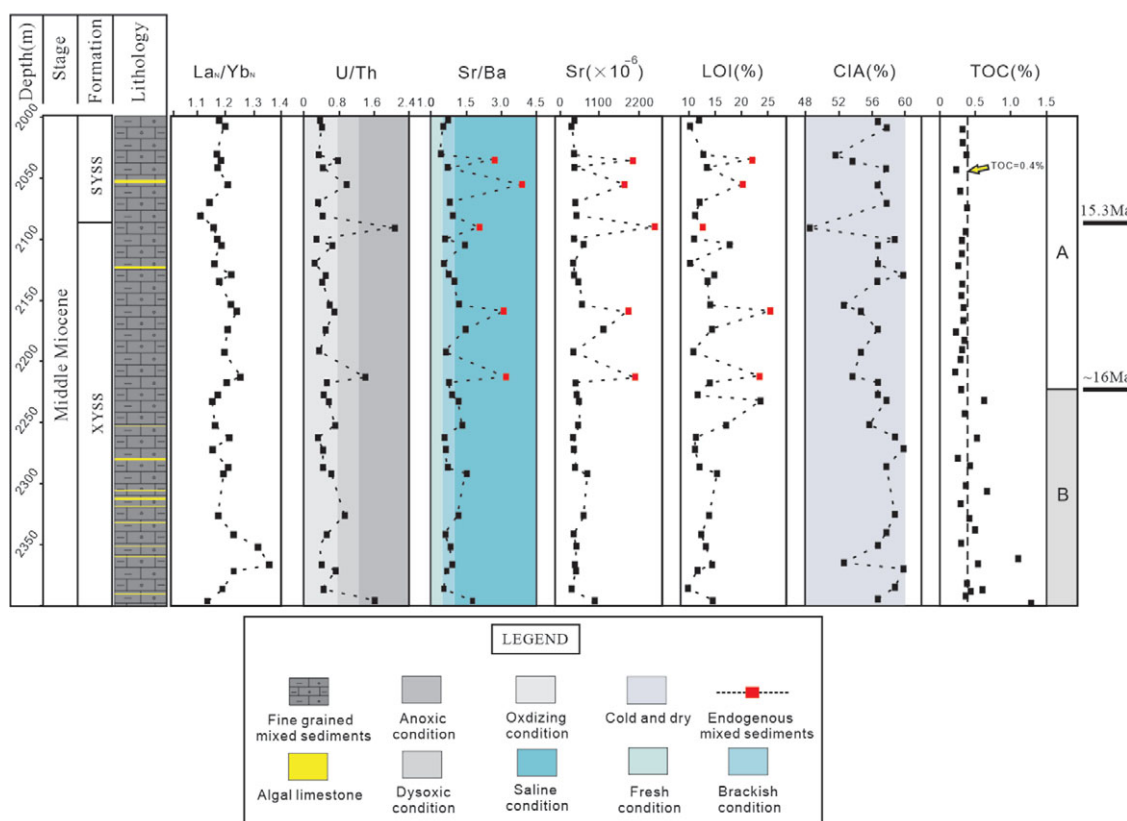 Depth(m)
Stage
Formation
Lithology
Laₙ/Ybₙ
U/Th
Sr/Ba
Sr(×10⁻⁶)
LOI(%)
CIA(%)
TOC(%)
1.1 1.2 1.3 1.4
0 0.8 1.6 2.4
1.0 1.5 3.0 4.5
0 1100 2200
10 15 20 25
48 52 56 60
0 0.5 1.0 1.5
2000
2050
2100
2150
2200
2250
2300
2350
Middle Miocene
SYSS
XYSS
TOC=0.4%
A
B
15.3Ma
~16Ma
LEGEND
Fine grained
mixed sediments
Anoxic
condition
Oxdizing
condition
Cold and dry
Endogenous
mixed sediments
Algal limestone
Dysoxic
condition
Saline
condition
Fresh
condition
Brackish
condition